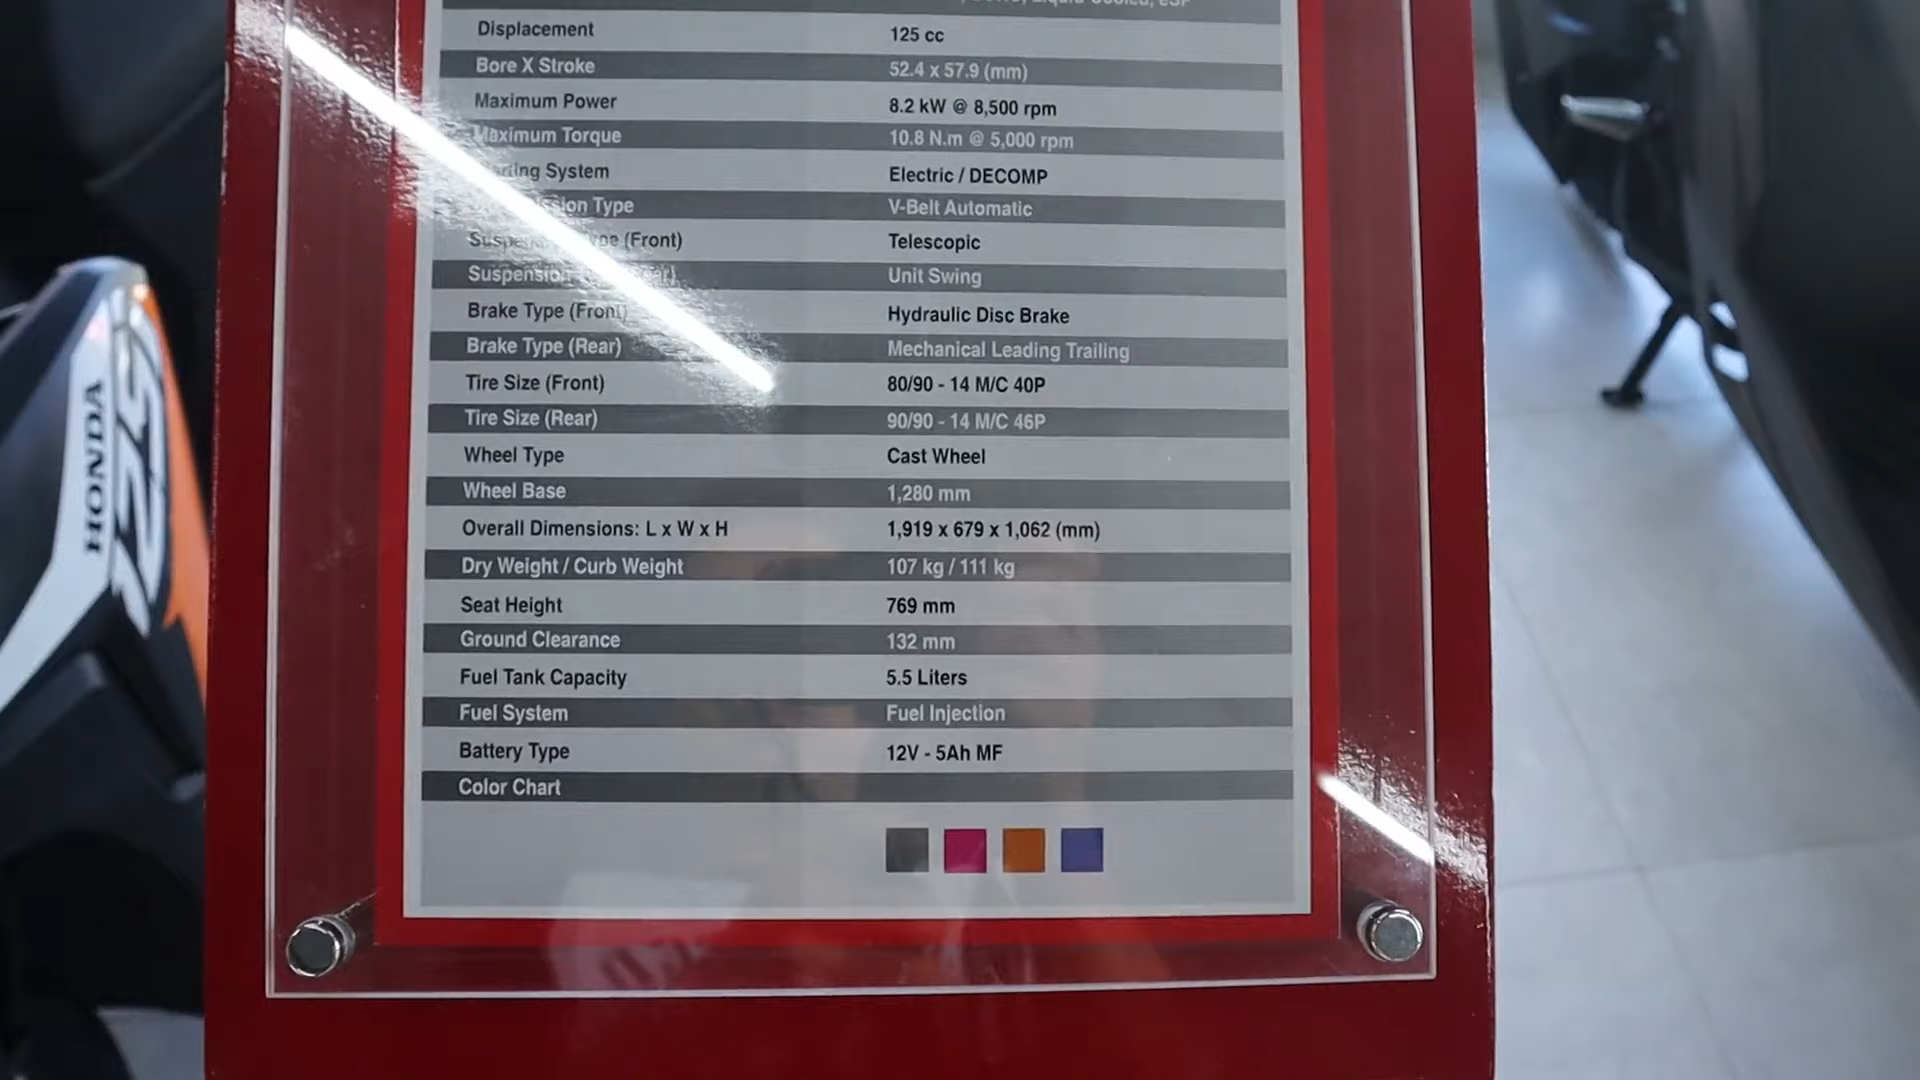 Liquid-Cooled, eSP
Displacement 125 cc
Bore X Stroke 52.4 x 57.9 (mm)
Maximum Power 8.2 kW @ 8,500 rpm
Maximum Torque 10.8 N.m @ 5,000 rpm
System Electric / DECOMP
Type V-Belt Automatic
(Front) Telescopic
Suspension Unit Swing
Brake Type (Front) Hydraulic Disc Brake
Brake Type (Rear) Mechanical Leading Trailing
Tire Size (Front) 80/90 - 14 M/C 40P
Tire Size (Rear) 90/90 - 14 M/C 46P
Wheel Type Cast Wheel
Wheel Base 1,280 mm
Overall Dimensions: L x W x H 1,919 x 679 x 1,062 (mm)
Dry Weight / Curb Weight 107 kg / 111 kg
Seat Height 769 mm
Ground Clearance 132 mm
Fuel Tank Capacity 5.5 Liters
Fuel System Fuel Injection
Battery Type 12V - 5Ah MF
Color Chart
HONDA
125